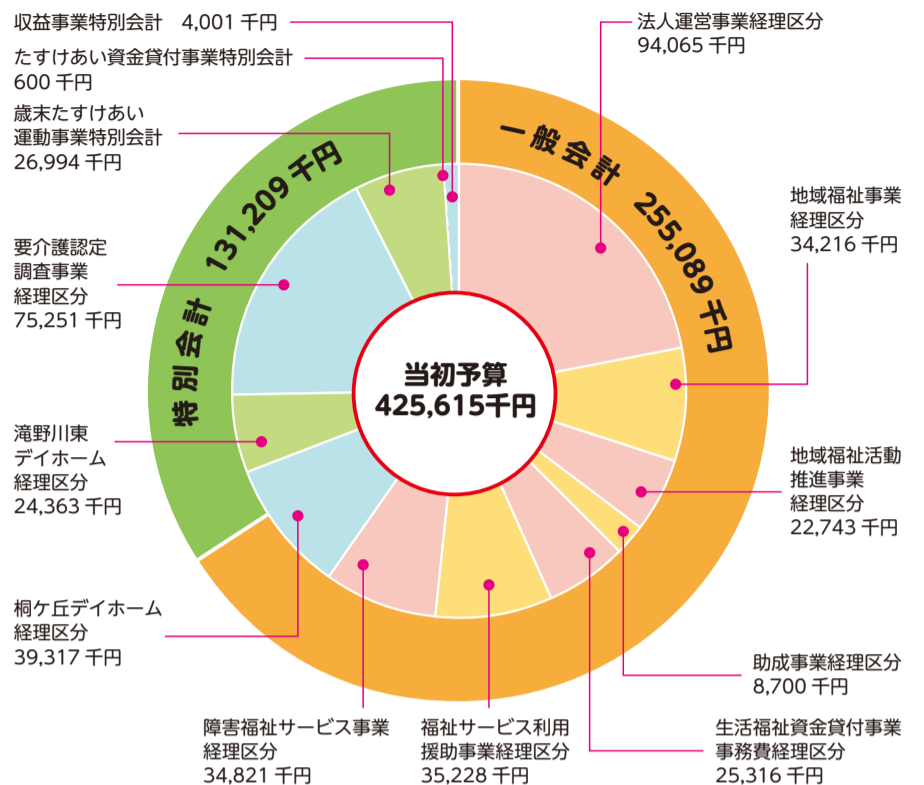 収益事業特別会計 4,001 千円
たすけあい資金貸付事業特別会計
600 千円
歳末たすけあい
運動事業特別会計
26,994 千円
要介護認定
調査事業
経理区分
75,251 千円
滝野川東
デイホーム
経理区分
24,363 千円
桐ケ丘デイホーム
経理区分
39,317 千円
障害福祉サービス事業
経理区分
34,821 千円
福祉サービス利用
援助事業経理区分
35,228 千円
生活福祉資金貸付事業
事務費経理区分
25,316 千円
助成事業経理区分
8,700 千円
地域福祉活動
推進事業
経理区分
22,743 千円
地域福祉事業
経理区分
34,216 千円
法人運営事業経理区分
94,065 千円
一般会計 255,089 千円
特別会計 131,209 千円
当初予算
425,615千円